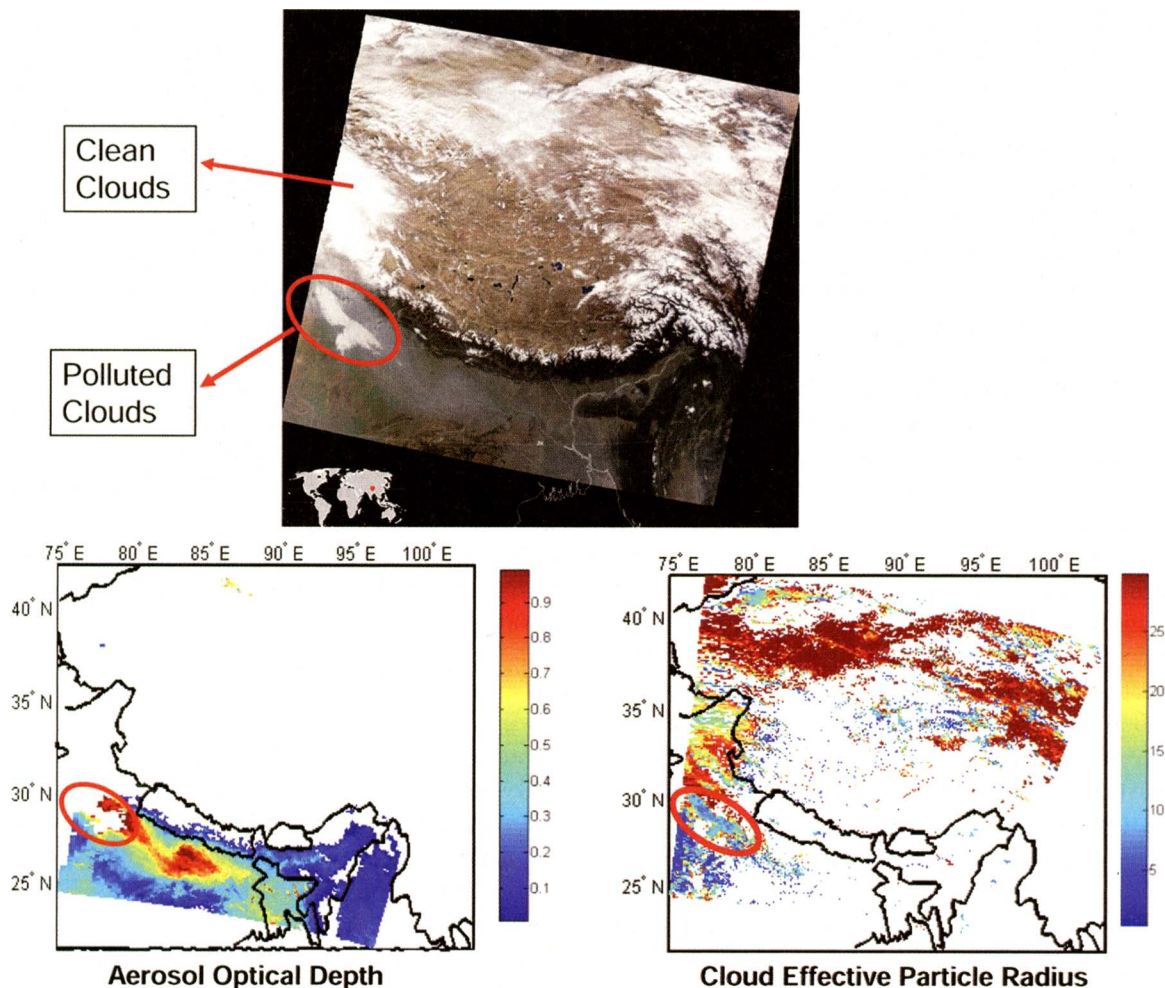 Clean
Clouds
Polluted
Clouds
75° E 80° E 85° E 90° E 95° E 100° E
40° N
35° N
30° N
25° N
0.9
0.8
0.7
0.6
0.5
0.4
0.3
0.2
0.1
Aerosol Optical Depth
75° E 80° E 85° E 90° E 95° E 100° E
40° N
35° N
30° N
25° N
25
20
15
10
5
Cloud Effective Particle Radius